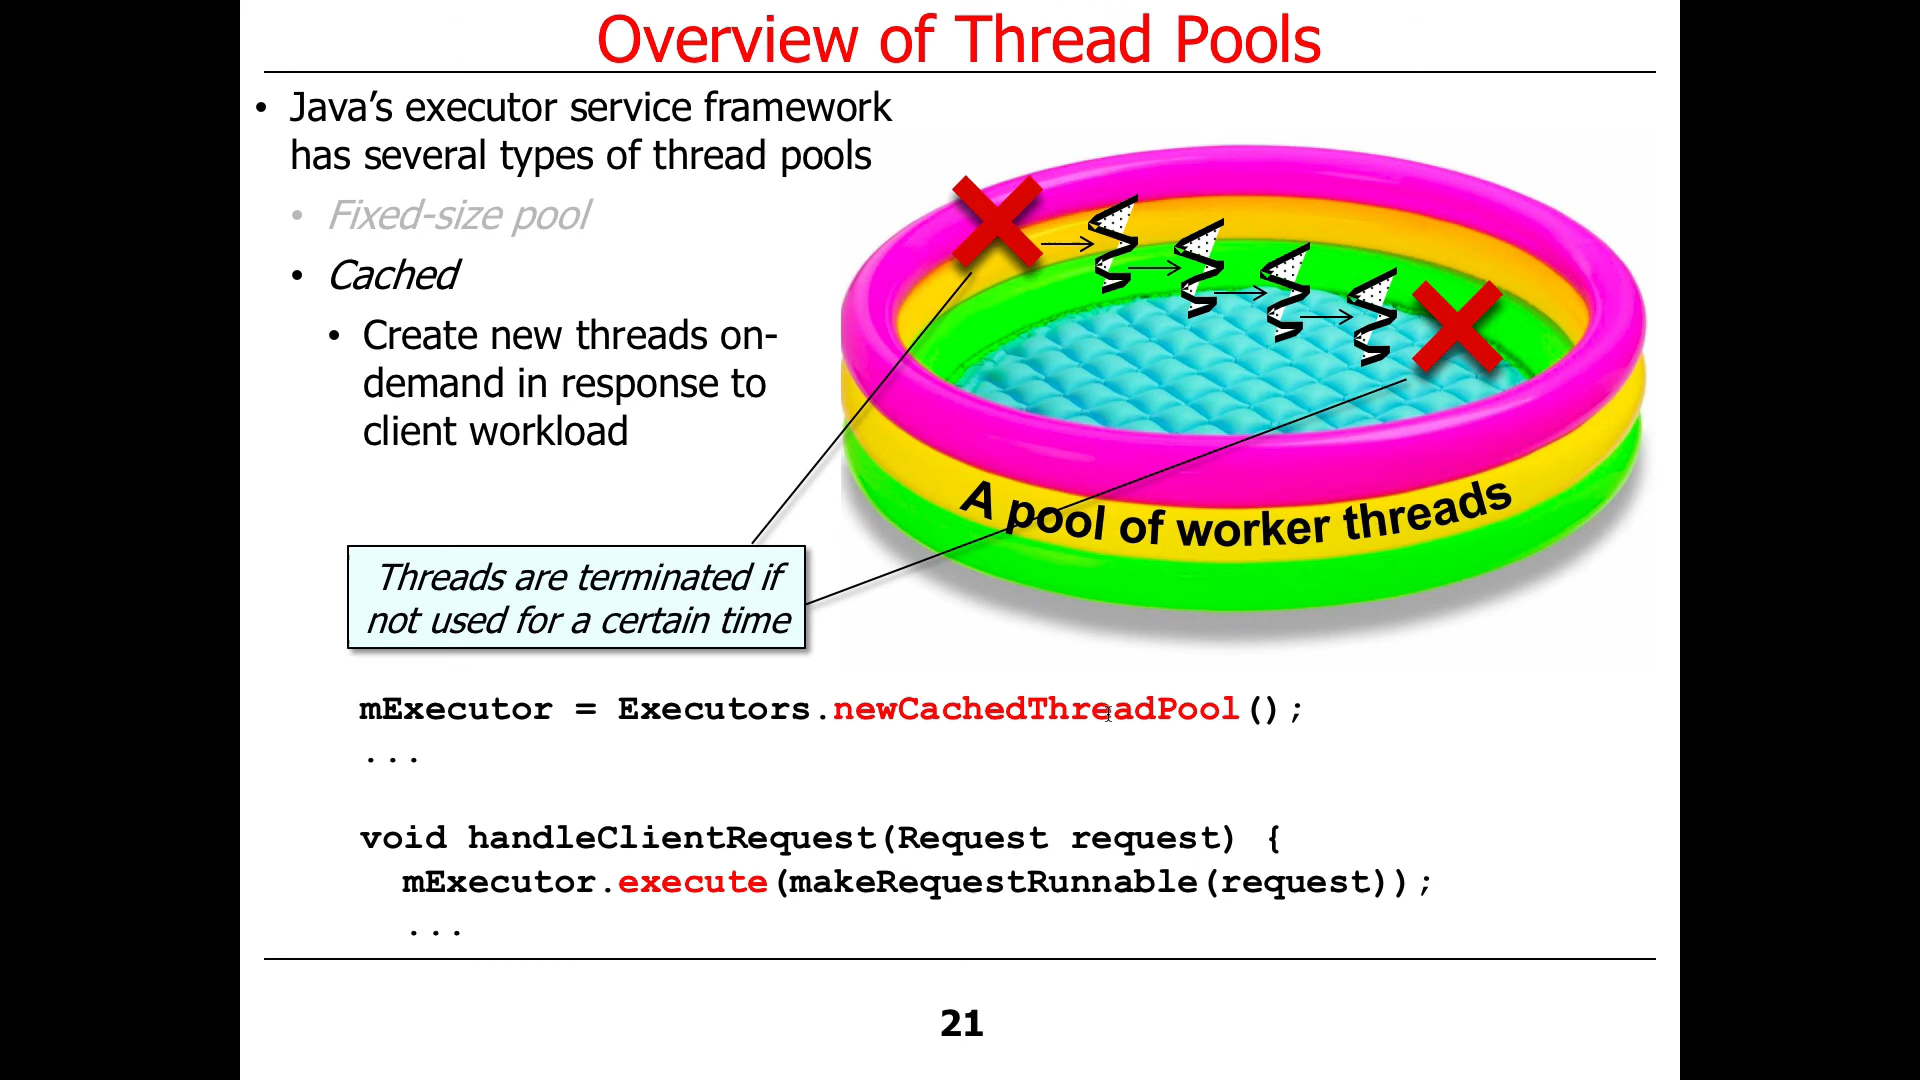 Overview of Thread Pools
• Java’s executor service framework
has several types of thread pools
• Fixed-size pool
• Cached
• Create new threads on-
demand in response to
client workload
A pool of worker threads
Threads are terminated if
not used for a certain time
mExecutor = Executors.newCachedThreadPool();
...
void handleClientRequest(Request request) {
mExecutor.execute(makeRequestRunnable(request));
...
21